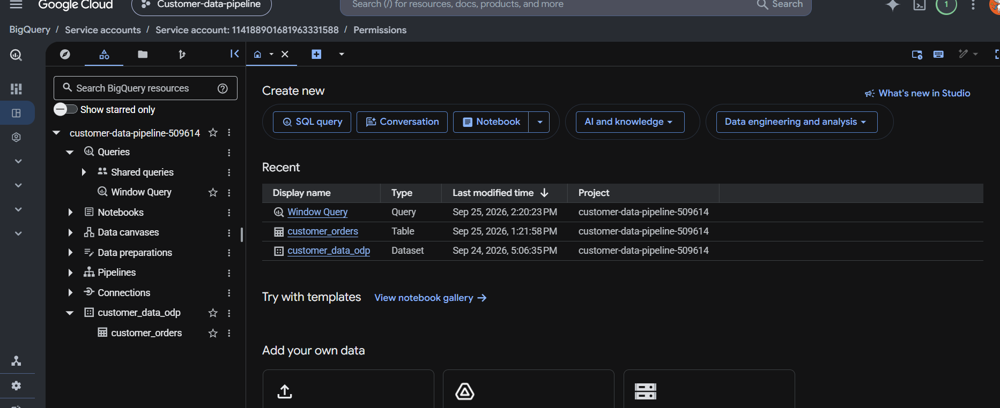 Google Cloud
Customer-data-pipeline
Search (/) for resources, docs, products, and more
Search
1
BigQuery / Service accounts / Service account: 114188901681963331588 / Permissions
Search BigQuery resources
Show starred only
customer-data-pipeline-509614
Queries
Shared queries
Window Query
Notebooks
Data canvases
Data preparations
Pipelines
Connections
customer_data_odp
customer_orders
Create new
What's new in Studio
SQL query
Conversation
Notebook
AI and knowledge
Data engineering and analysis
Recent
Display name Type Last modified time Project
Window Query Query Sep 25, 2026, 2:20:23 PM customer-data-pipeline-509614
customer_orders Table Sep 25, 2026, 1:21:58 PM customer-data-pipeline-509614
customer_data_odp Dataset Sep 24, 2026, 5:06:35 PM customer-data-pipeline-509614
Try with templates View notebook gallery
Add your own data